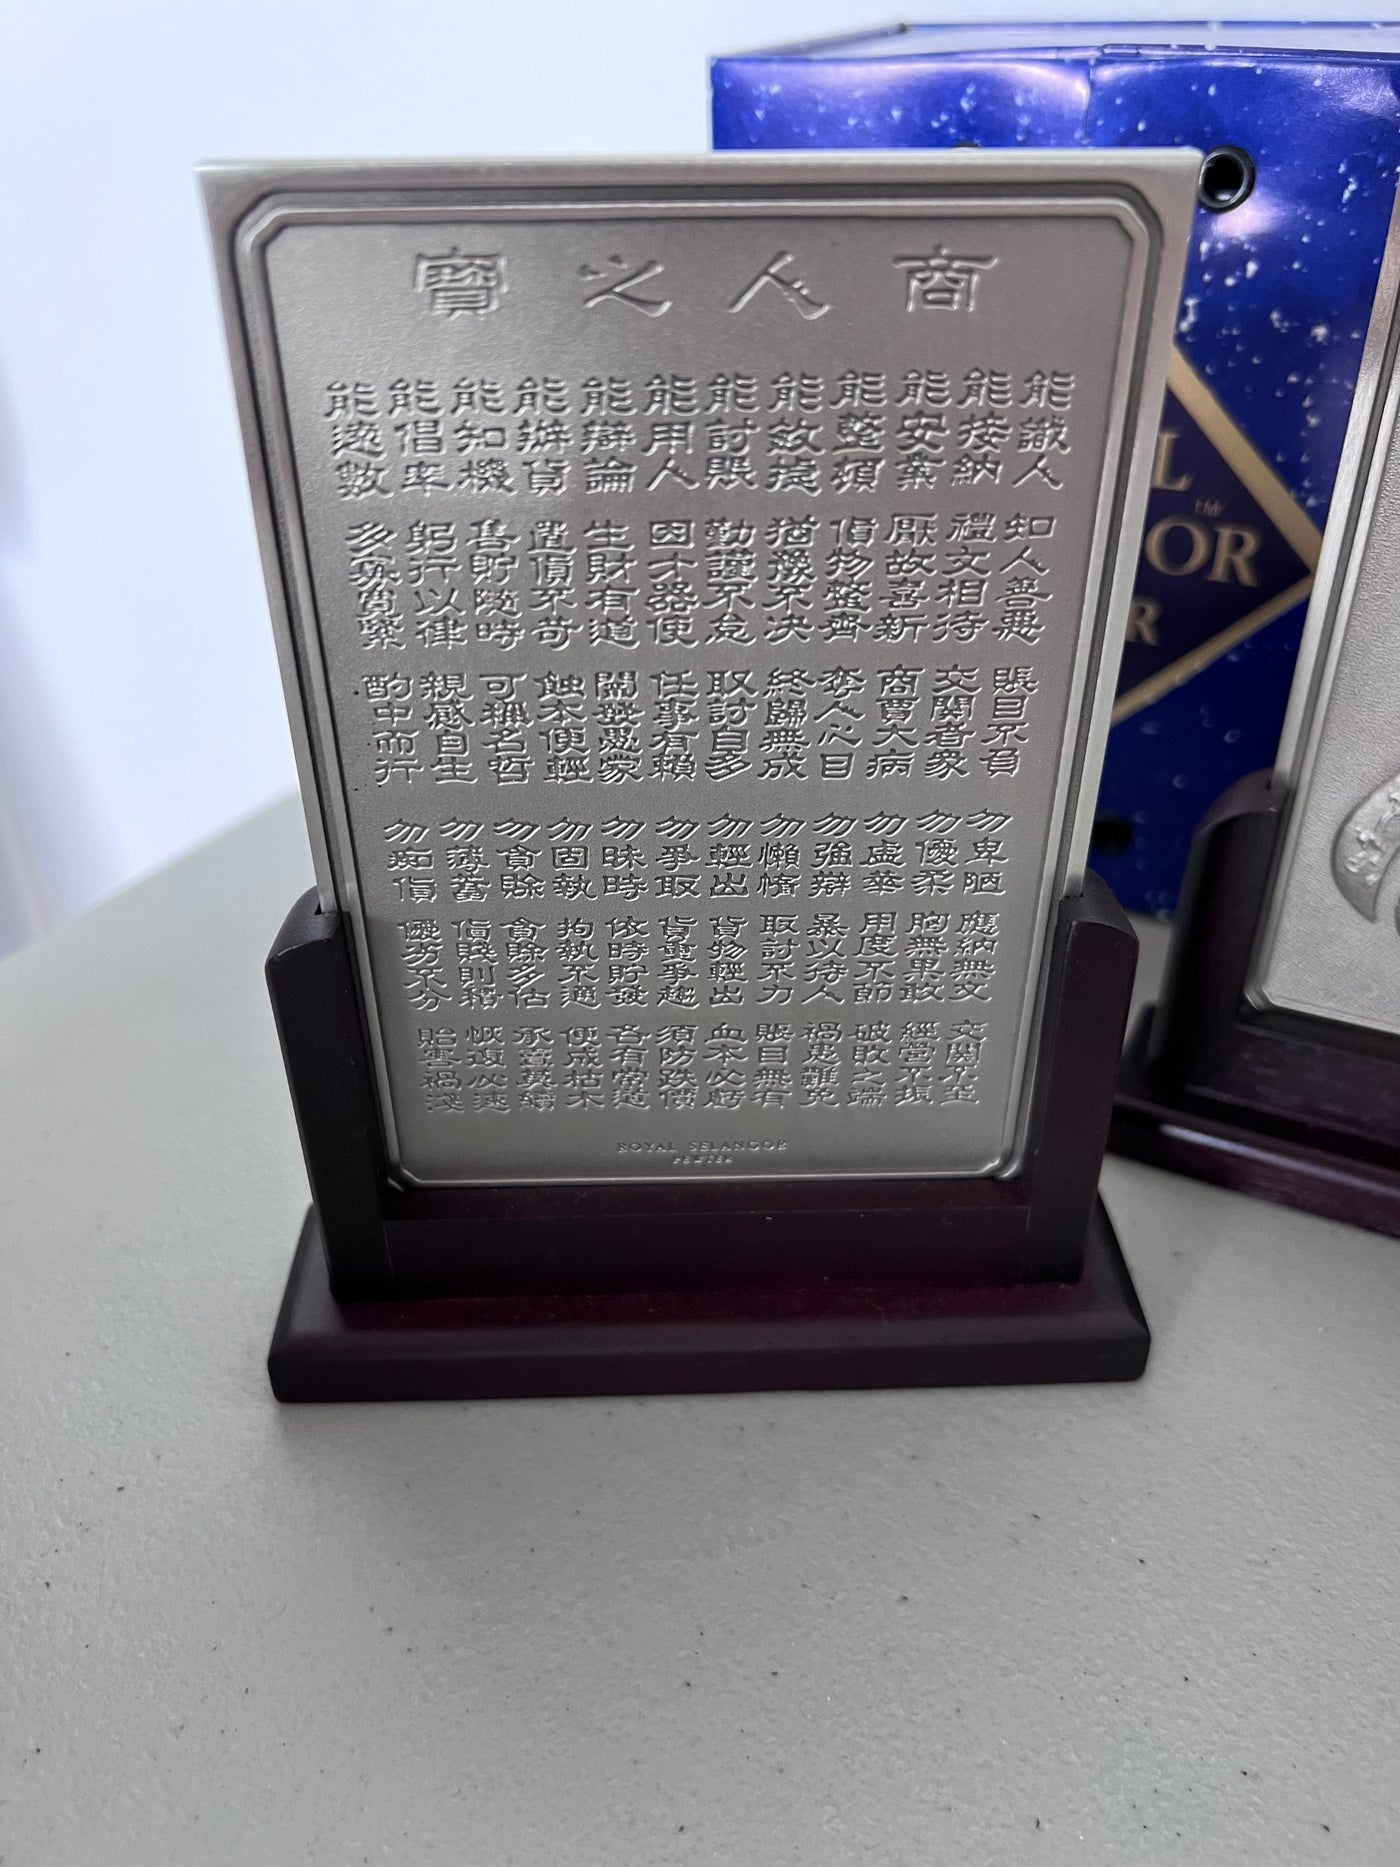 商人之寶
能識人 知人善惡 賬目不負
能接納 禮文相待 交關者衆
能安業 厭故喜新 商賈大病
能整頓 貨物整齊 奪人心目
能效捷 猶豫不决 終歸無成
能討賬 勤謹不怠 取討自多
能用人 因才器使 任事有賴
能辯論 生財有道 闡發愚蒙
能辦貨 置貨不苛 蝕本便輕
能知機 售貯隨時 可稱名哲
能倡率 躬行以律 親感自生
能遠數 多寡寬緊 酌中而行
勿卑陋 應納無文 交關不至
勿優柔 胸無果敢 經營不振
勿虛華 用度不節 破敗之端
勿強辯 暴以待人 禍患難免
勿懶惰 取討不力 賬目無有
勿輕出 貨物輕出 血本必虧
勿爭取 貨重爭趨 須防跌價
勿昧時 依時貯發 各有常道
勿固執 拘執不通 便成枯木
勿貪賒 貪賒多估 承莫續
勿薄蓄 貨賤則積 恢復必速
勿痴貨 優劣不分 貽害禍淺
ROYAL SELANGOR
PEWTER
L
OR
R